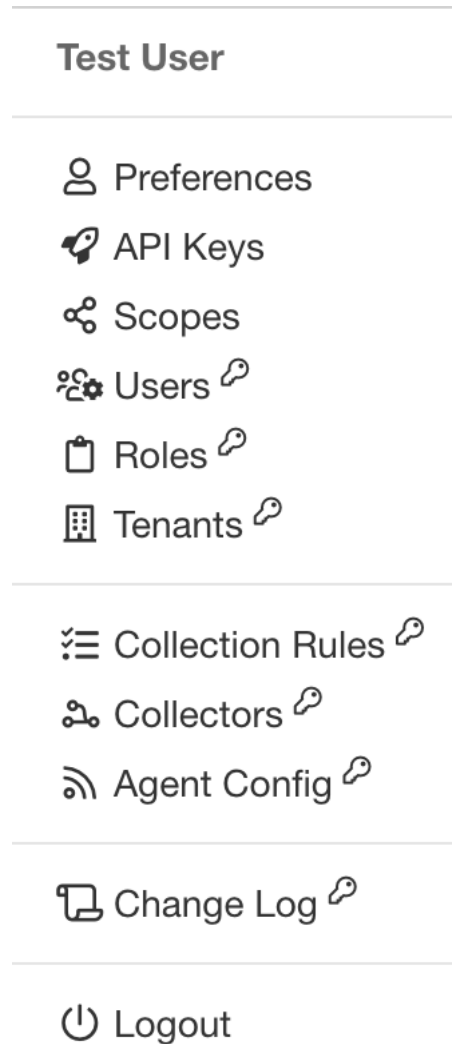 Test User
Preferences
API Keys
Scopes
Users
Roles
Tenants
Collection Rules
Collectors
Agent Config
Change Log
Logout